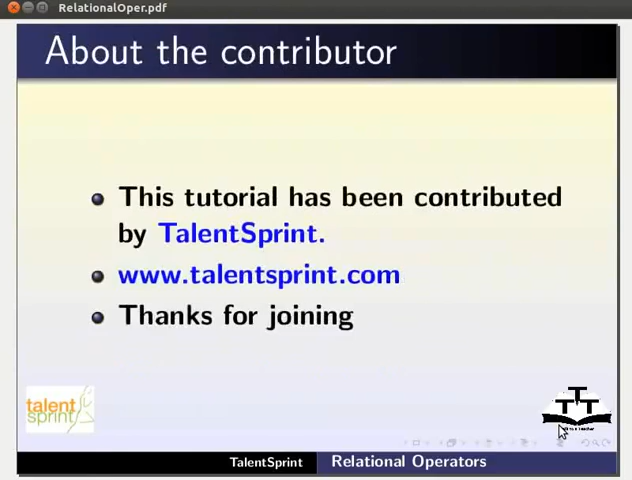 RelationalOper.pdf
About the contributor
This tutorial has been contributed
by TalentSprint.
www.talentsprint.com
Thanks for joining
talent
sprint
TalentSprint
Relational Operators